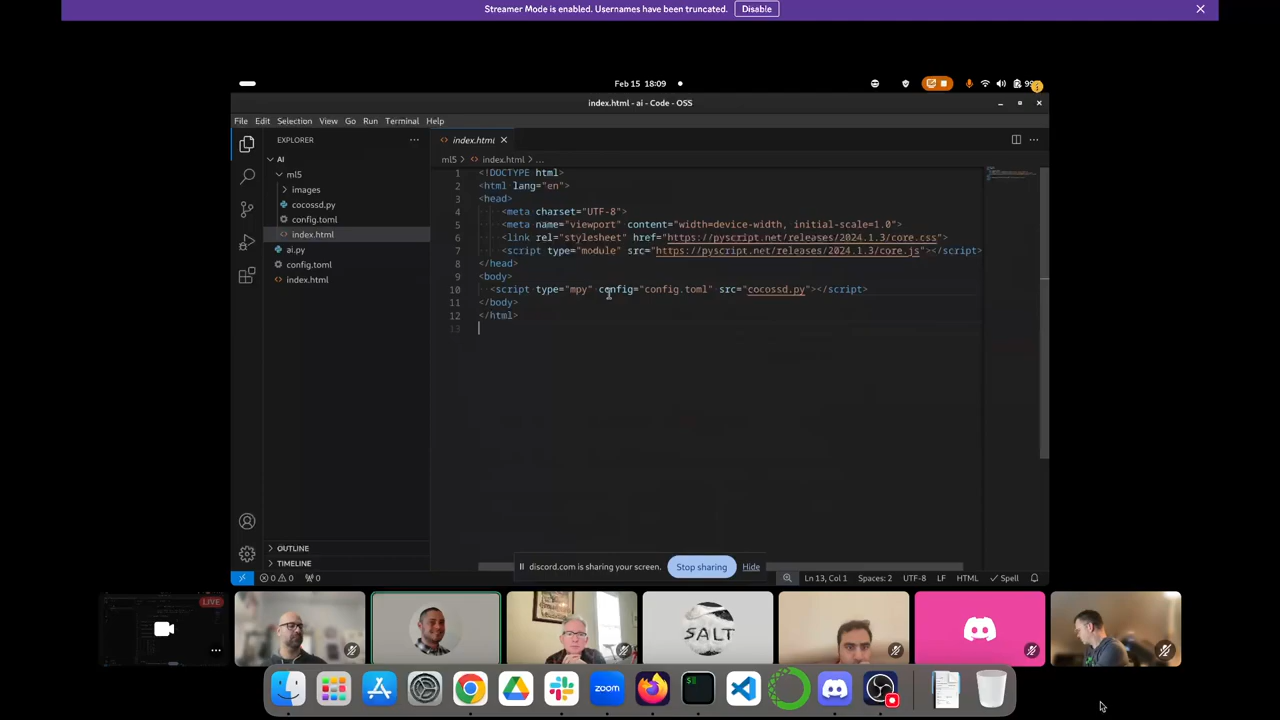 Streamer Mode is enabled. Usernames have been truncated. Disable
Feb 15 18:09
index.html - ai - Code - OSS
File Edit Selection View Go Run Terminal Help
EXPLORER
index.html
AI
ml5 > index.html > ...
ml5
images
cocossd.py
config.toml
index.html
ai.py
config.toml
index.html
1 <!DOCTYPE html>
2 <html lang="en">
3 <head>
4 <meta charset="UTF-8">
5 <meta name="viewport" content="width=device-width, initial-scale=1.0">
6 <link rel="stylesheet" href="https://pyscript.net/releases/2024.1.3/core.css">
7 <script type="module" src="https://pyscript.net/releases/2024.1.3/core.js"></script>
8 </head>
9 <body>
10 <script type="mpy" config="config.toml" src="cocossd.py"></script>
11 </body>
12 </html>
13
OUTLINE
TIMELINE
discord.com is sharing your screen. Stop sharing Hide
0 0 0 Ln 13, Col 1 Spaces: 2 UTF-8 LF HTML Spell
LIVE
SALT
zoom